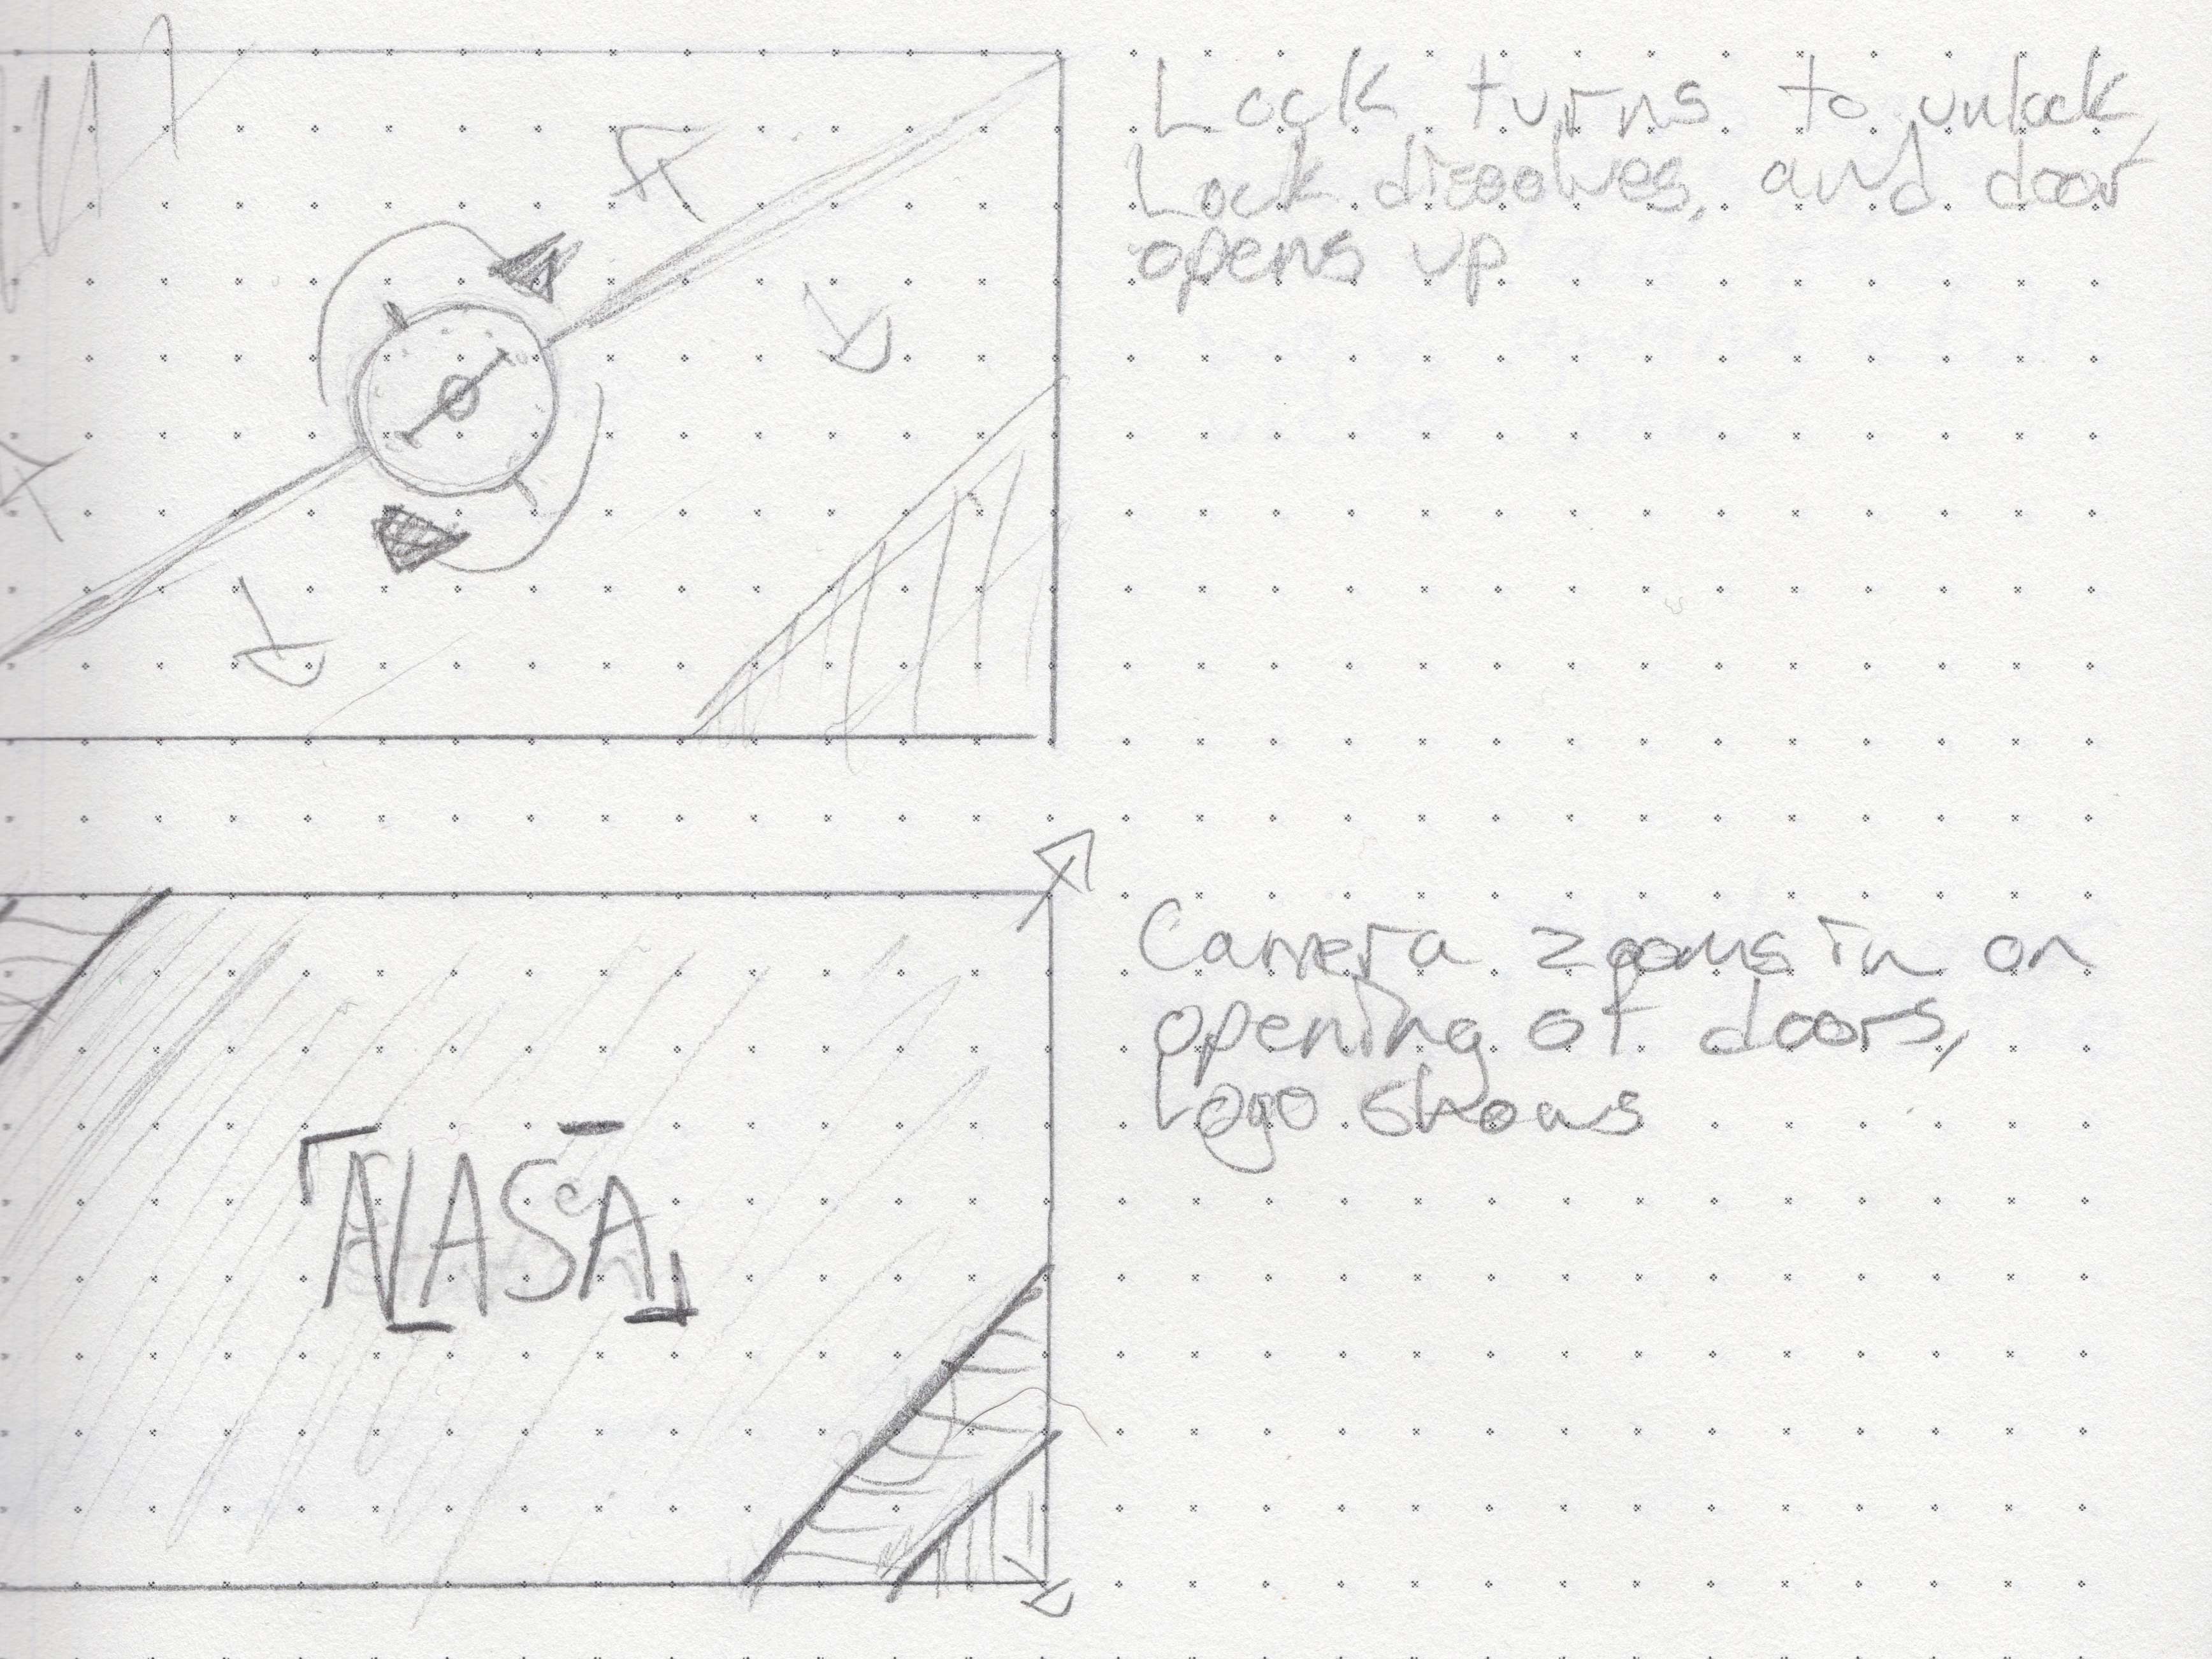 Lock turns to unlock,
Lock dissolves, and door
opens up
Camera zooms in on
opening of doors,
Logo shows
NASA